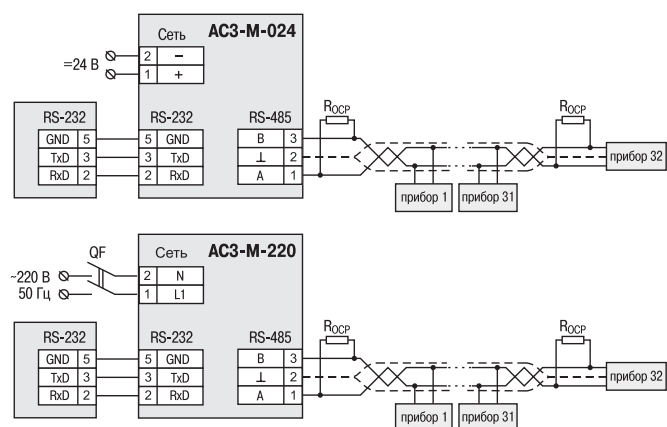 АС3-М-024
Сеть
=24 В
2 –
1 +
RS-232
RS-232
RS-485
Rоср
Rоср
GND 5
5 GND
B 3
TxD 3
3 TxD
⊥ 2
RxD 2
2 RxD
A 1
прибор 1
прибор 31
прибор 32
АС3-М-220
QF
Сеть
~220 В
50 Гц
2 N
1 L1
RS-232
RS-232
RS-485
Rоср
Rоср
GND 5
5 GND
B 3
TxD 3
3 TxD
⊥ 2
RxD 2
2 RxD
A 1
прибор 1
прибор 31
прибор 32